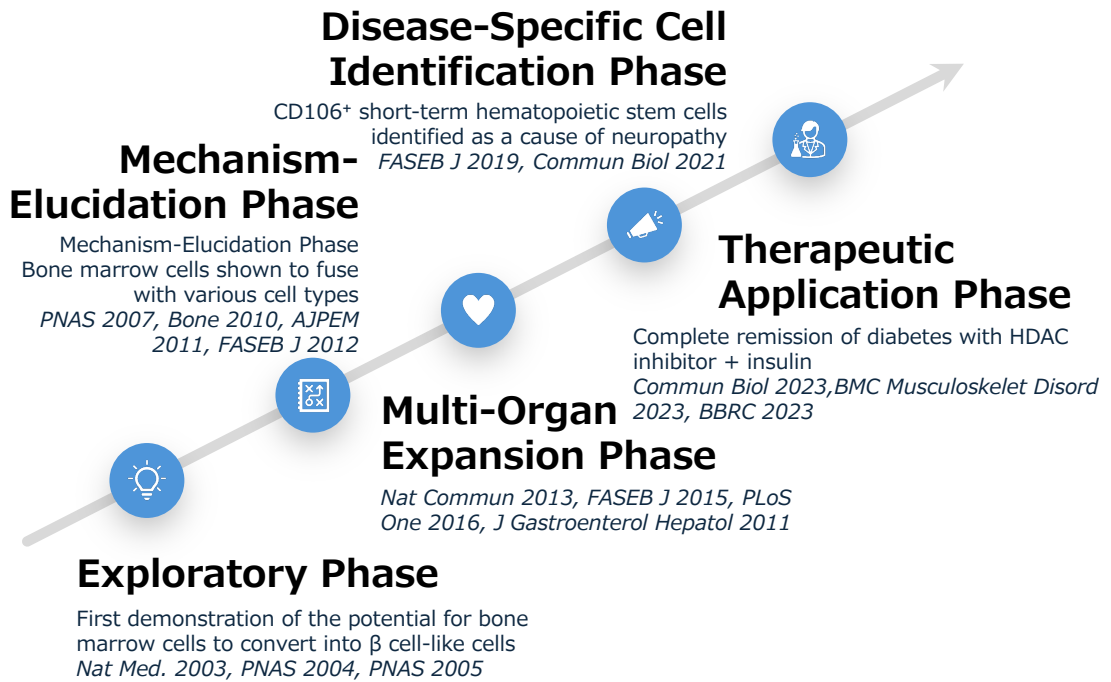 Disease-Specific Cell
Identification Phase
CD106⁺ short-term hematopoietic stem cells
identified as a cause of neuropathy
FASEB J 2019, Commun Biol 2021
Mechanism-
Elucidation Phase
Mechanism-Elucidation Phase
Bone marrow cells shown to fuse
with various cell types
PNAS 2007, Bone 2010, AJPEM
2011, FASEB J 2012
Therapeutic
Application Phase
Complete remission of diabetes with HDAC
inhibitor + insulin
Commun Biol 2023,BMC Musculoskelet Disord
2023, BBRC 2023
Multi-Organ
Expansion Phase
Nat Commun 2013, FASEB J 2015, PLoS
One 2016, J Gastroenterol Hepatol 2011
Exploratory Phase
First demonstration of the potential for bone
marrow cells to convert into β cell-like cells
Nat Med. 2003, PNAS 2004, PNAS 2005